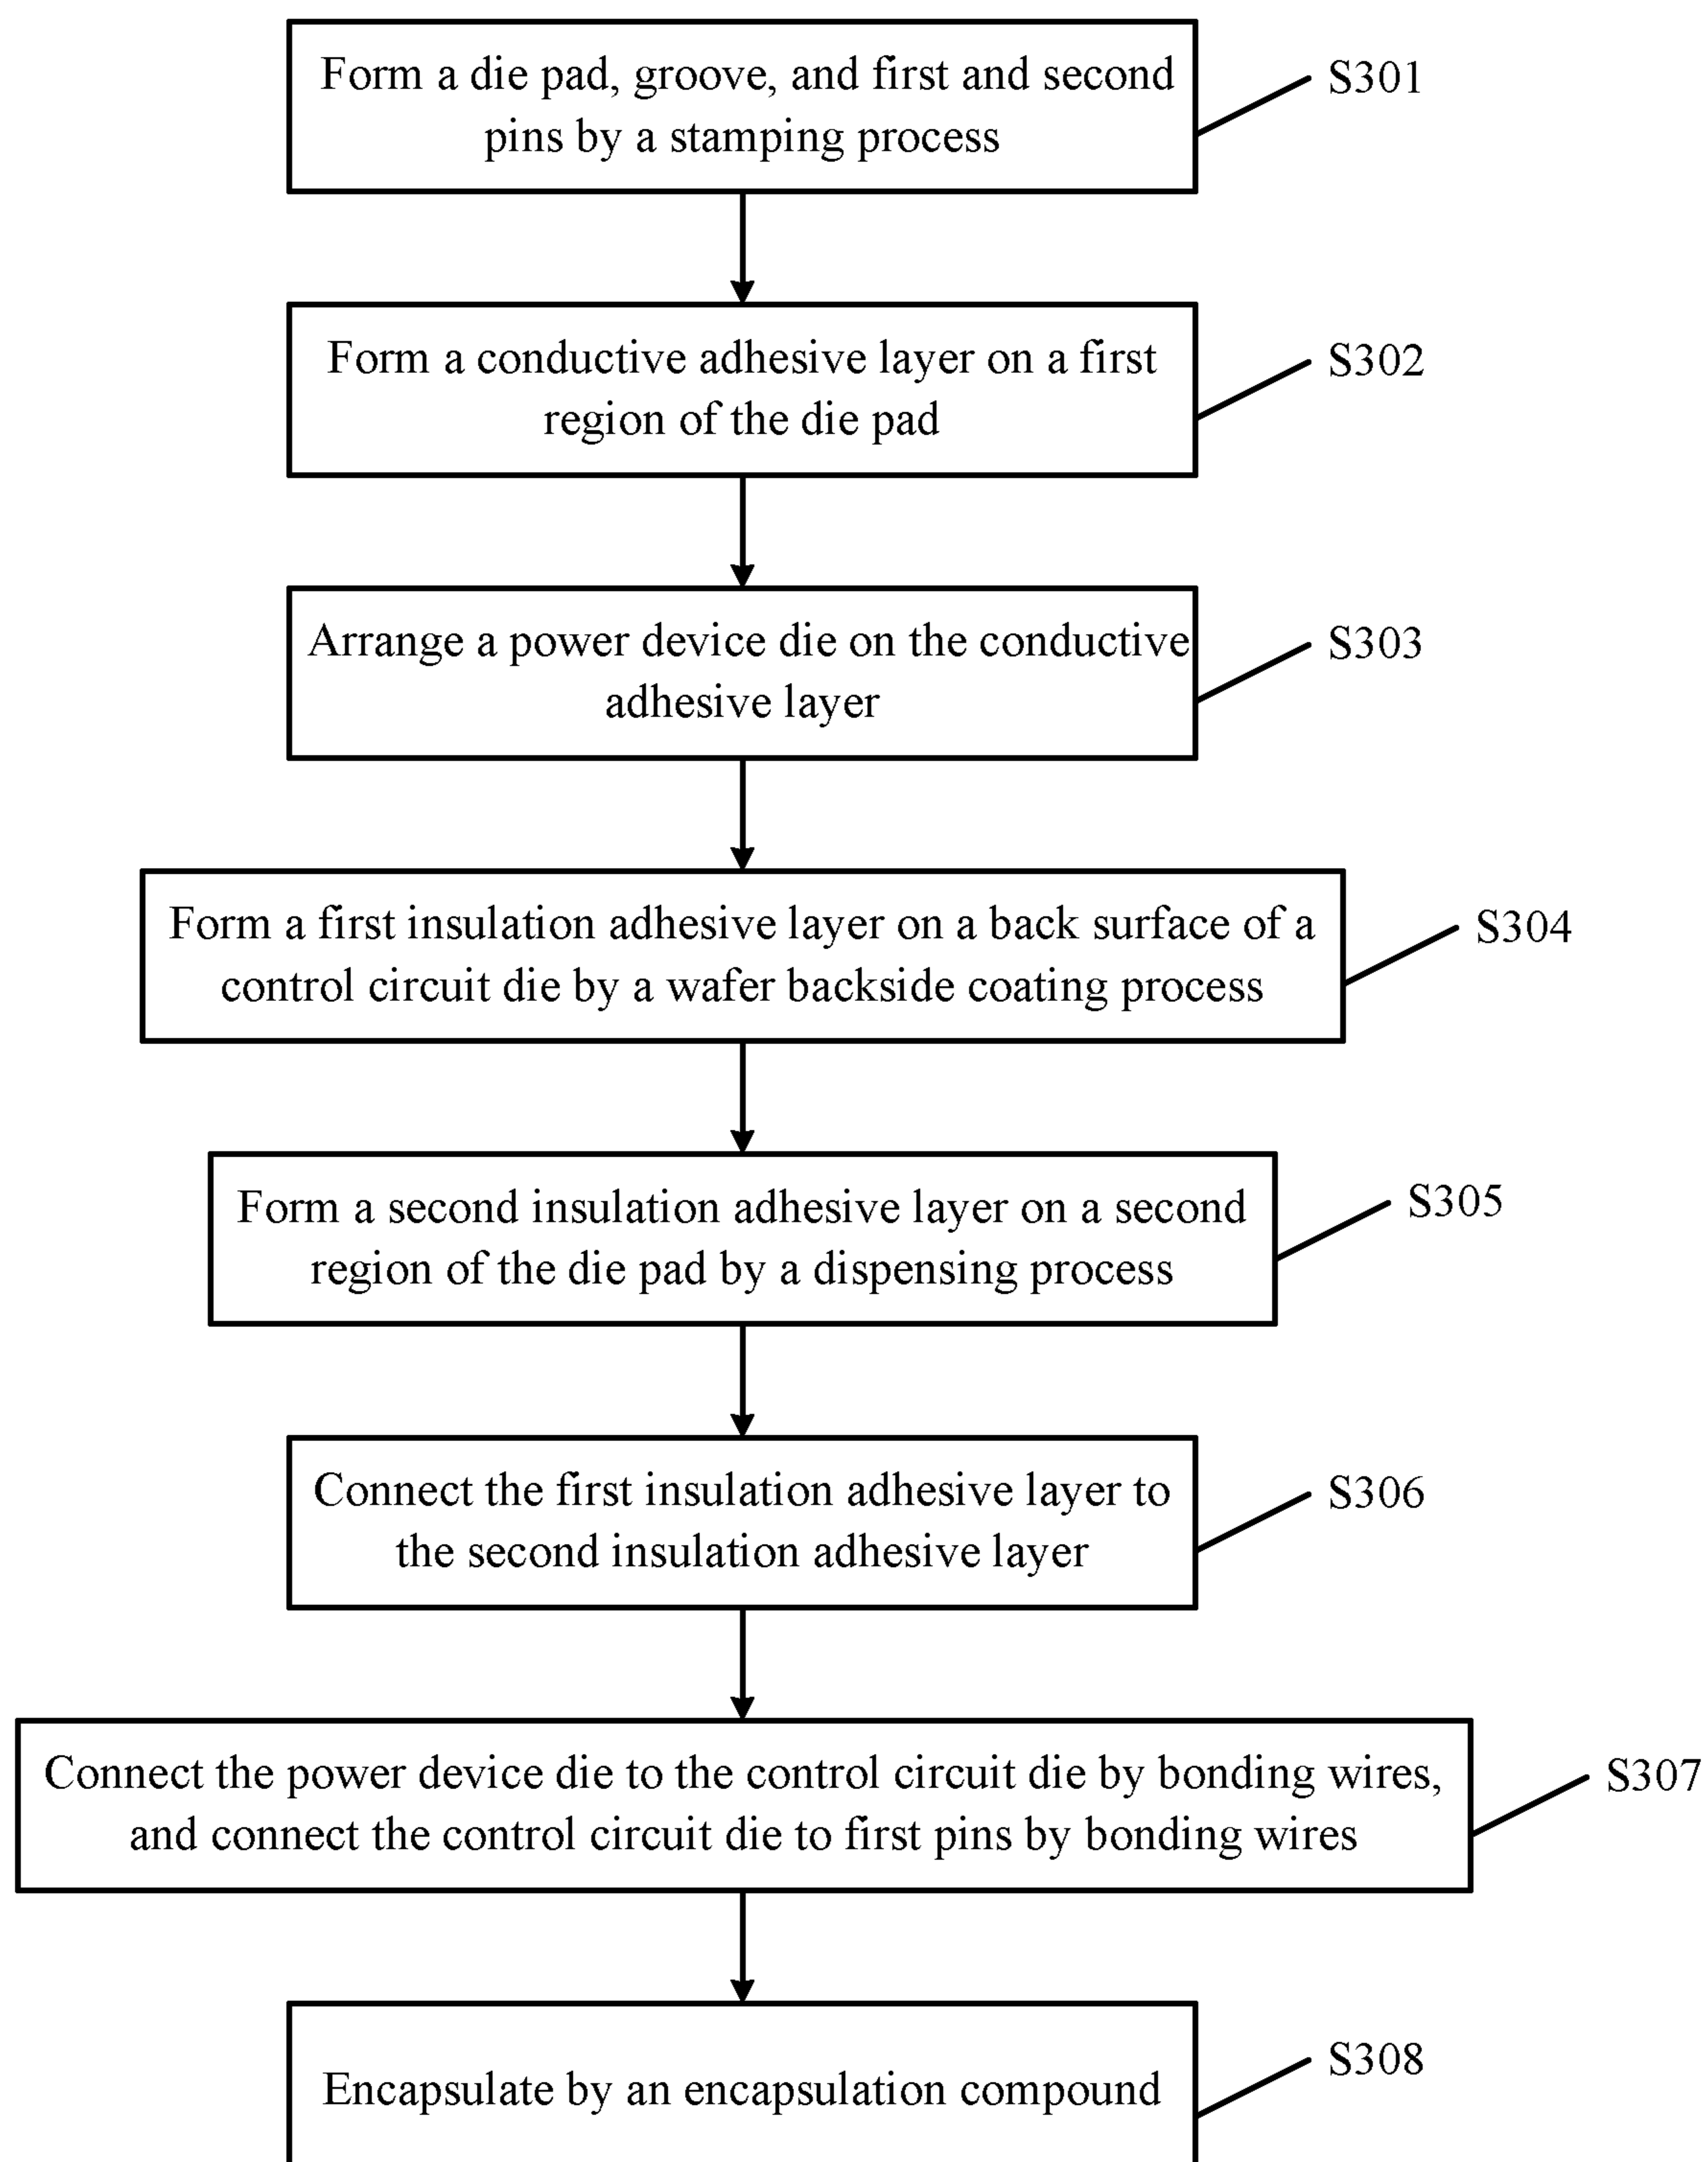 Form a die pad, groove, and first and second
pins by a stamping process
S301
Form a conductive adhesive layer on a first
region of the die pad
S302
Arrange a power device die on the conductive
adhesive layer
S303
Form a first insulation adhesive layer on a back surface of a
control circuit die by a wafer backside coating process
S304
Form a second insulation adhesive layer on a second
region of the die pad by a dispensing process
S305
Connect the first insulation adhesive layer to
the second insulation adhesive layer
S306
Connect the power device die to the control circuit die by bonding wires,
and connect the control circuit die to first pins by bonding wires
S307
Encapsulate by an encapsulation compound
S308